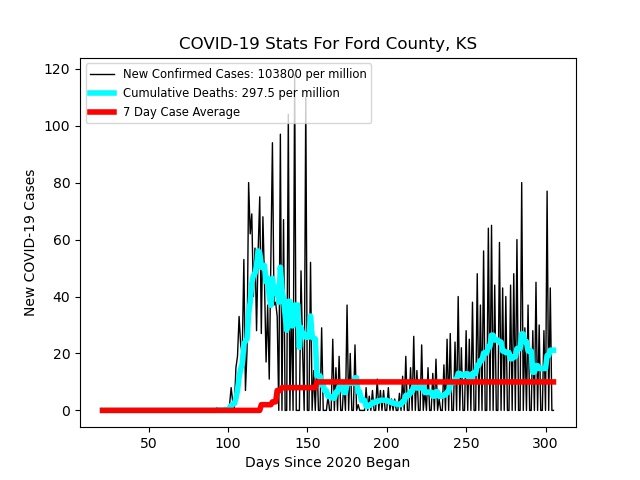 COVID-19 Stats For Ford County, KS
New Confirmed Cases: 103800 per million
Cumulative Deaths: 297.5 per million
7 Day Case Average
New COVID-19 Cases
120
100
80
60
40
20
0
50 100 150 200 250 300
Days Since 2020 Began